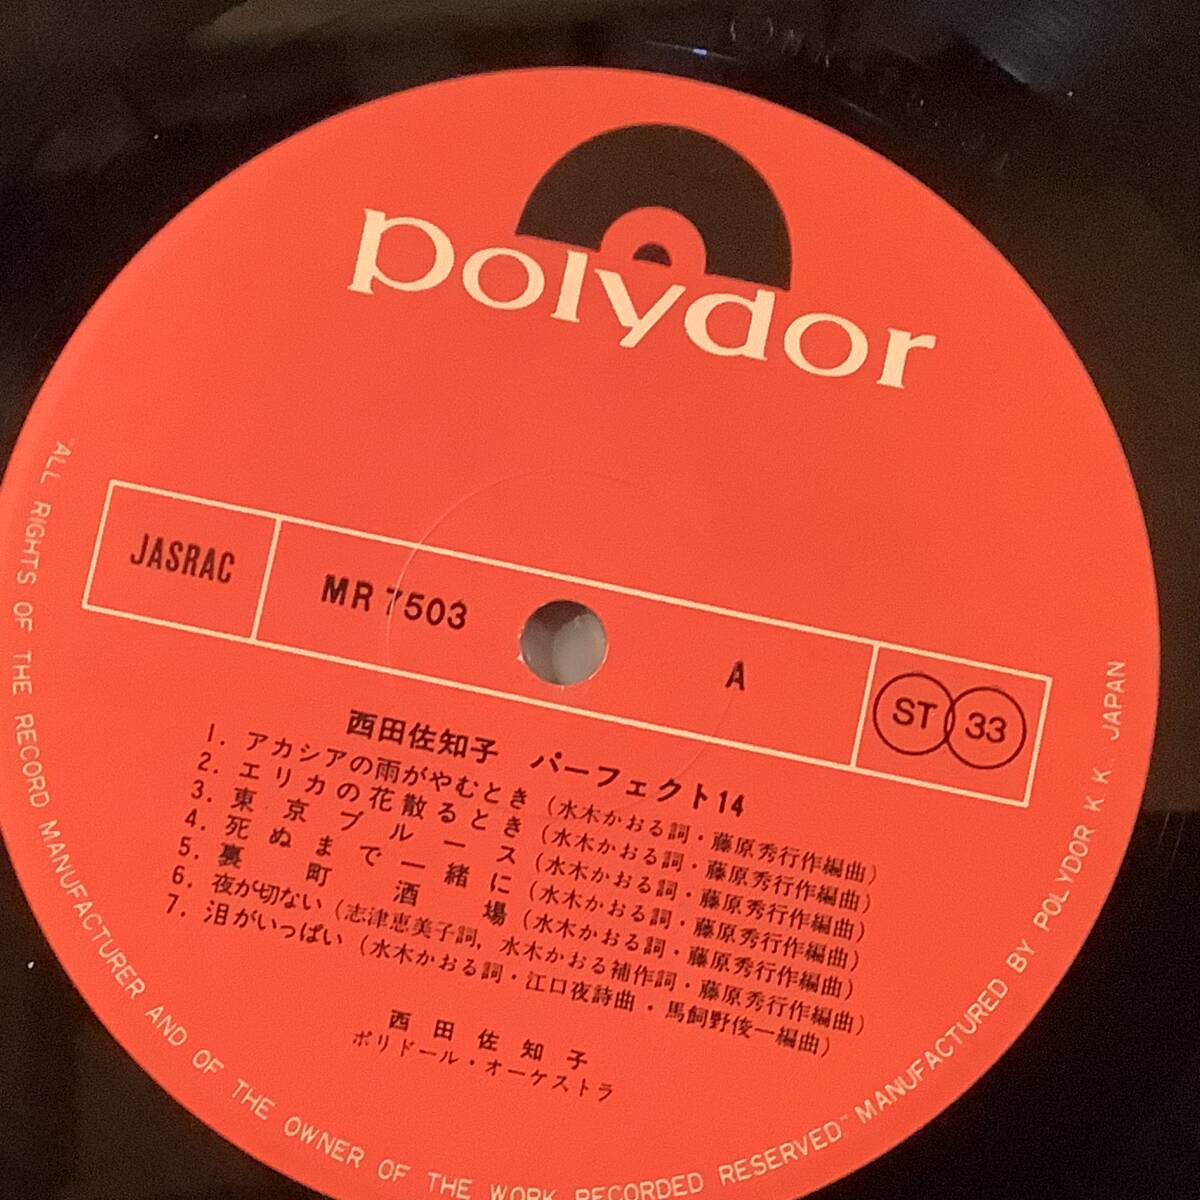 polydor
JASRAC
MR 7503
A
ST 33
西田佐知子 パーフェクト14
1. アカシアの雨がやむとき (水木かおる詞・藤原秀行作編曲)
2. エリカの花散るとき (水木かおる詞・藤原秀行作編曲)
3. 東京ブルース (水木かおる詞・藤原秀行作編曲)
4. 死ぬまで一緒に (水木かおる詞・藤原秀行作編曲)
5. 裏町酒場 (水木かおる詞・藤原秀行作編曲)
6. 夜が切ない (志津恵美子詞, 水木かおる補作詞・藤原秀行作編曲)
7. 泪がいっぱい (水木かおる詞・江口夜詩曲・馬飼野俊一編曲)
西田佐知子
ポリドール・オーケストラ
"ALL RIGHTS OF THE RECORD MANUFACTURER AND OF THE OWNER OF THE WORK RECORDED RESERVED." MANUFACTURED BY POLYDOR K.K., JAPAN